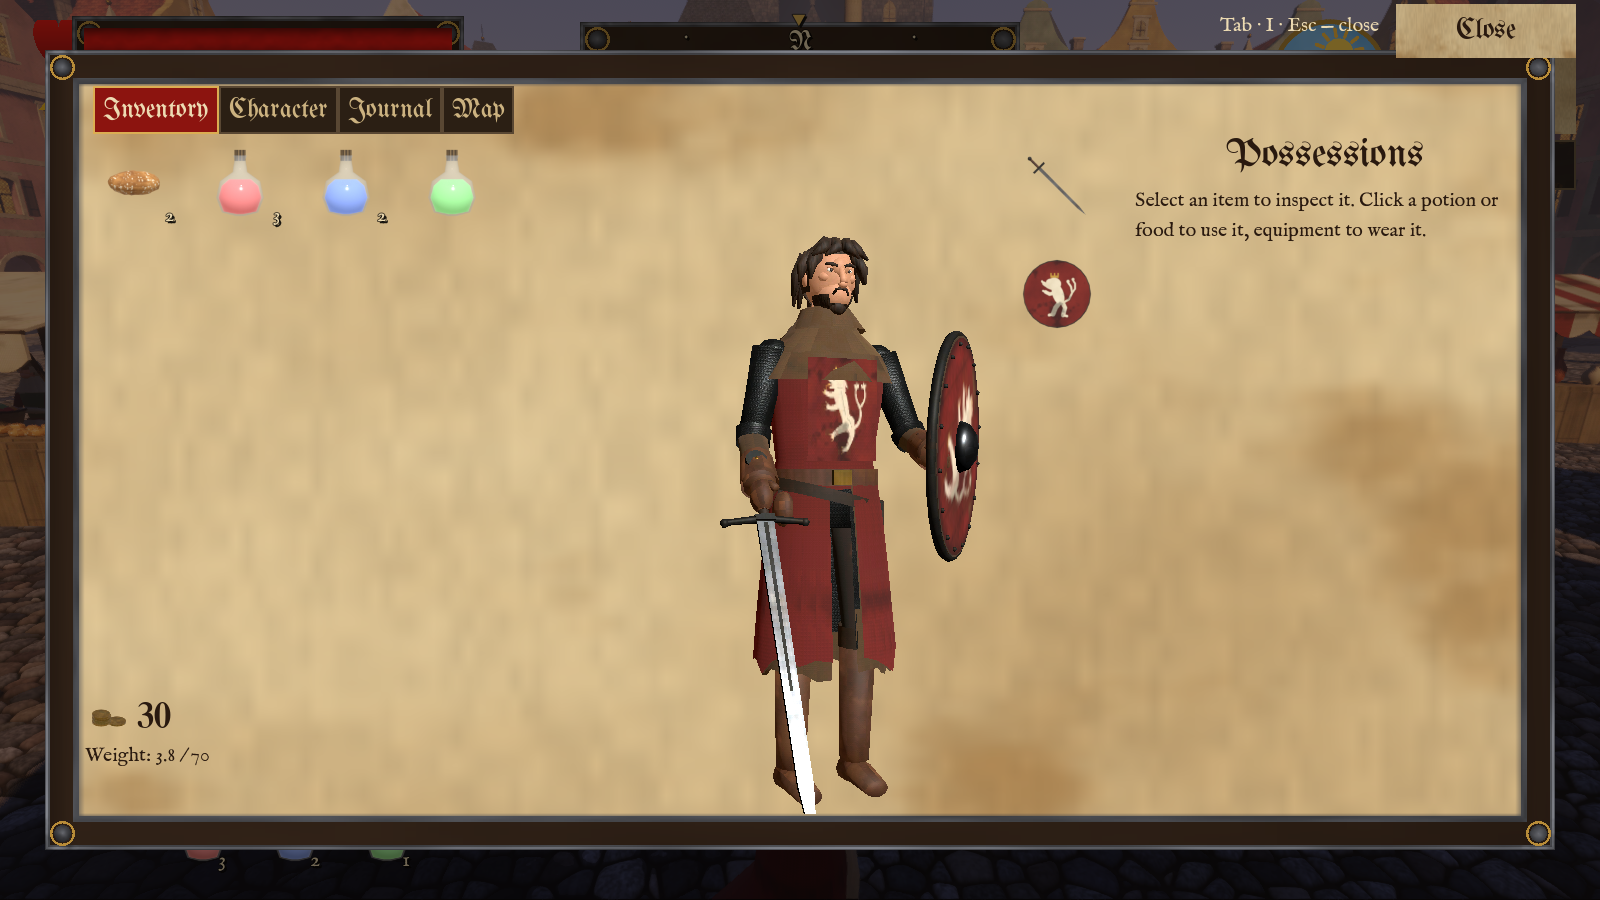 Tab · I · Esc – close
Close
N
Inventory
Character
Journal
Map
Possessions
Select an item to inspect it. Click a potion or
food to use it, equipment to wear it.
2
3
2
30
Weight: 3.8 / 70
3
2
1